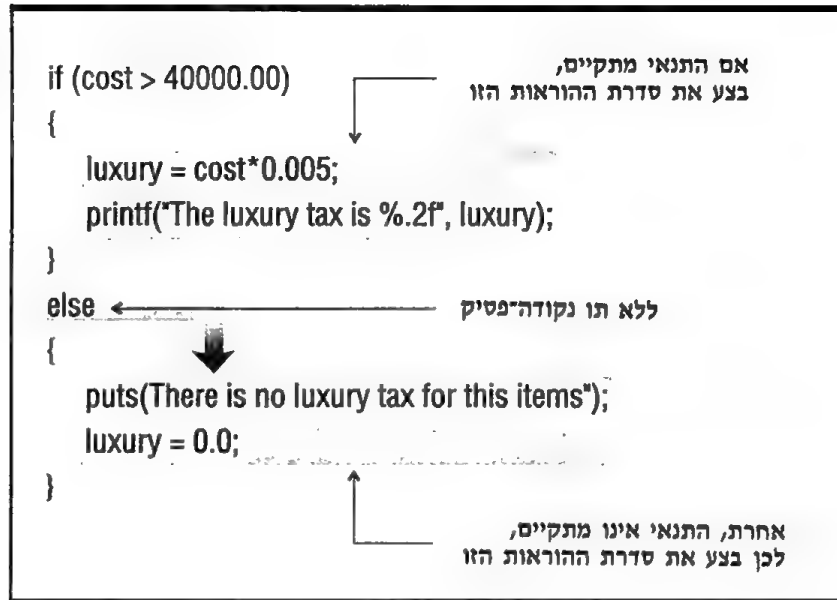 if (cost > 40000.00)
אם התנאי מתקיים,
בצע את סדרת ההוראות הזו
{
luxury = cost*0.005;
printf("The luxury tax is %.2f", luxury);
}
else
ללא תו נקודה־פסיק
{
puts(There is no luxury tax for this items");
luxury = 0.0;
}
אחרת, התנאי אינו מתקיים,
לכן בצע את סדרת ההוראות הזו